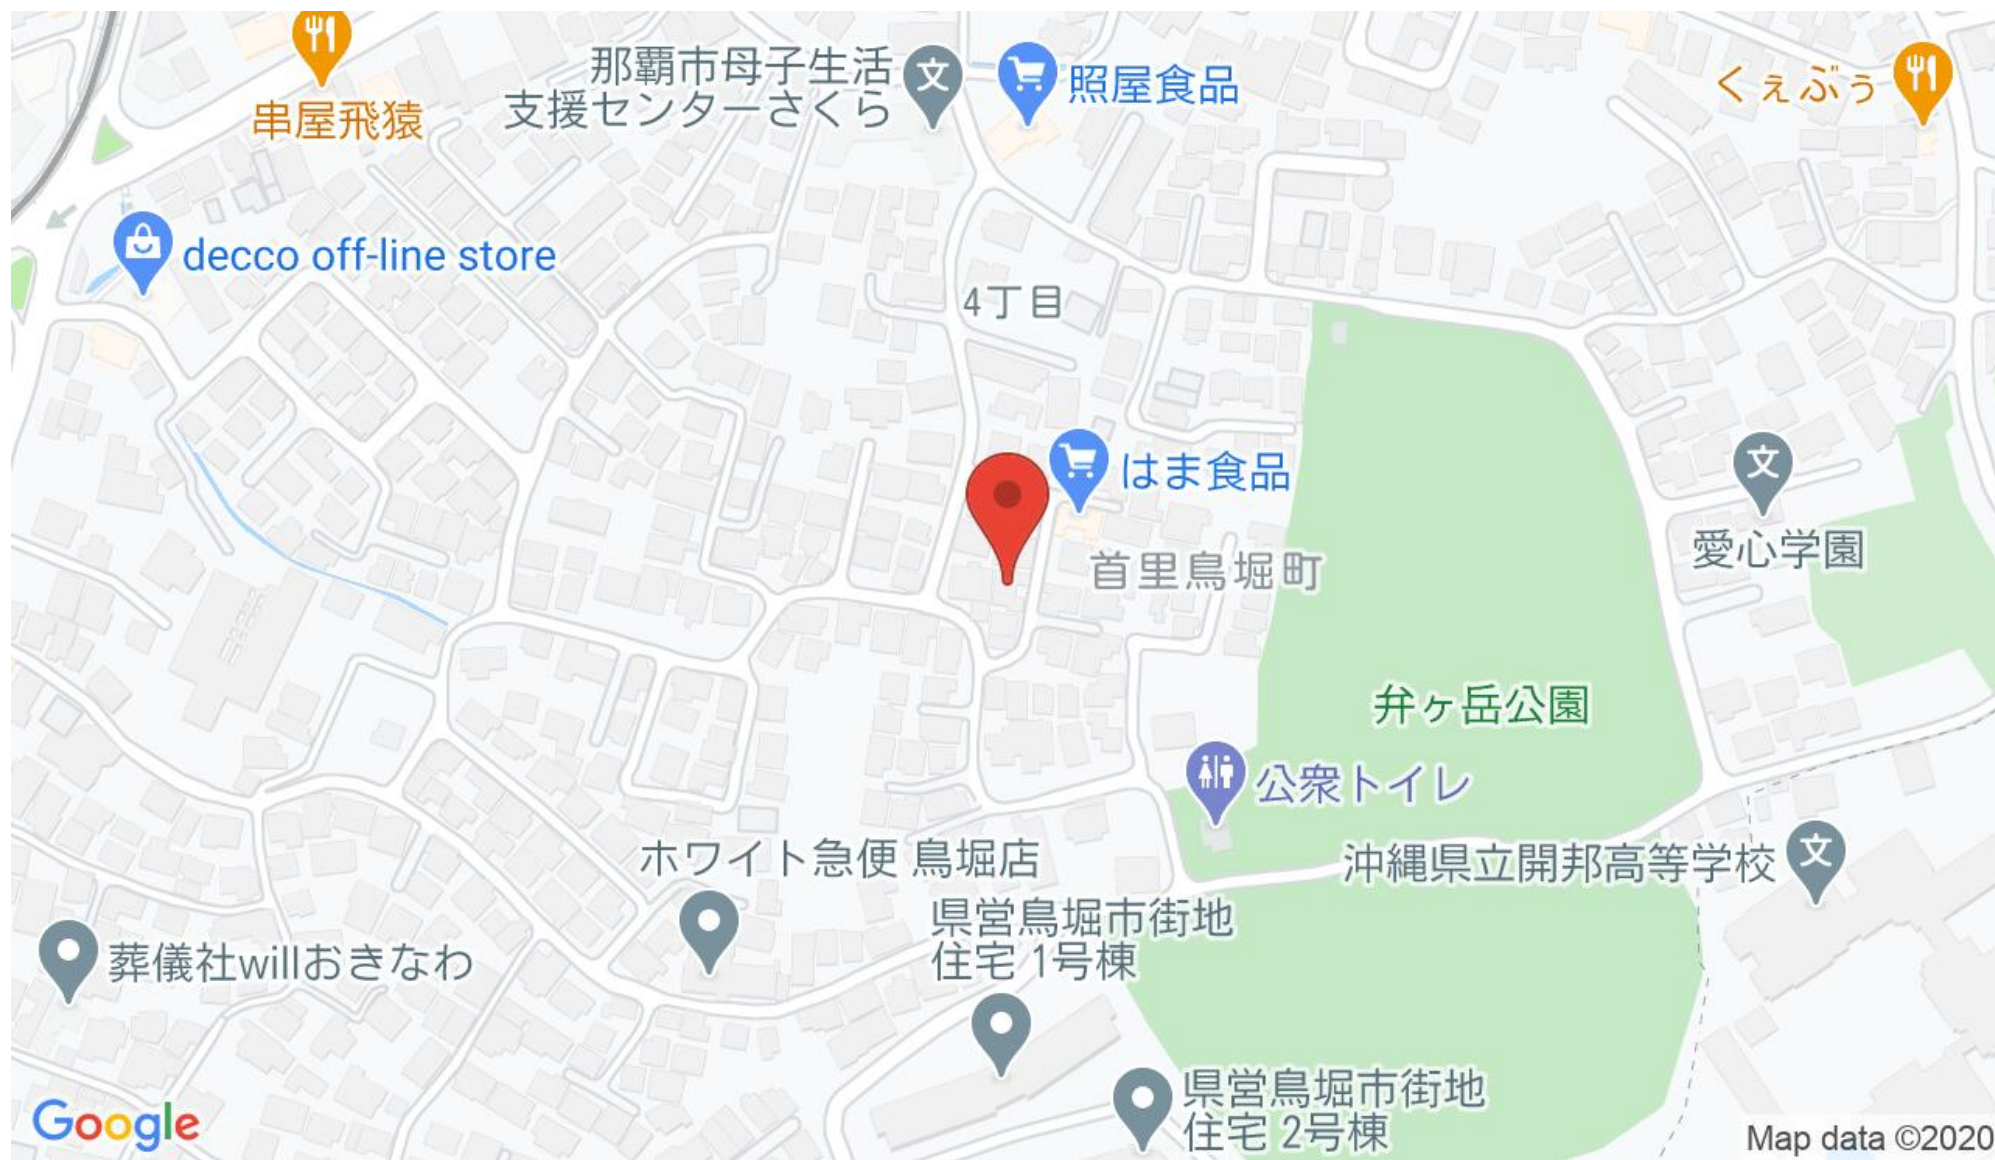 串屋飛猿
那覇市母子生活
支援センターさくら
照屋食品
くぇぶぅ
decco off-line store
4丁目
はま食品
首里鳥堀町
愛心学園
弁ヶ岳公園
公衆トイレ
ホワイト急便 鳥堀店
沖縄県立開邦高等学校
県営鳥堀市街地
住宅 1号棟
葬儀社willおきなわ
県営鳥堀市街地
住宅 2号棟
Google
Map data ©2020